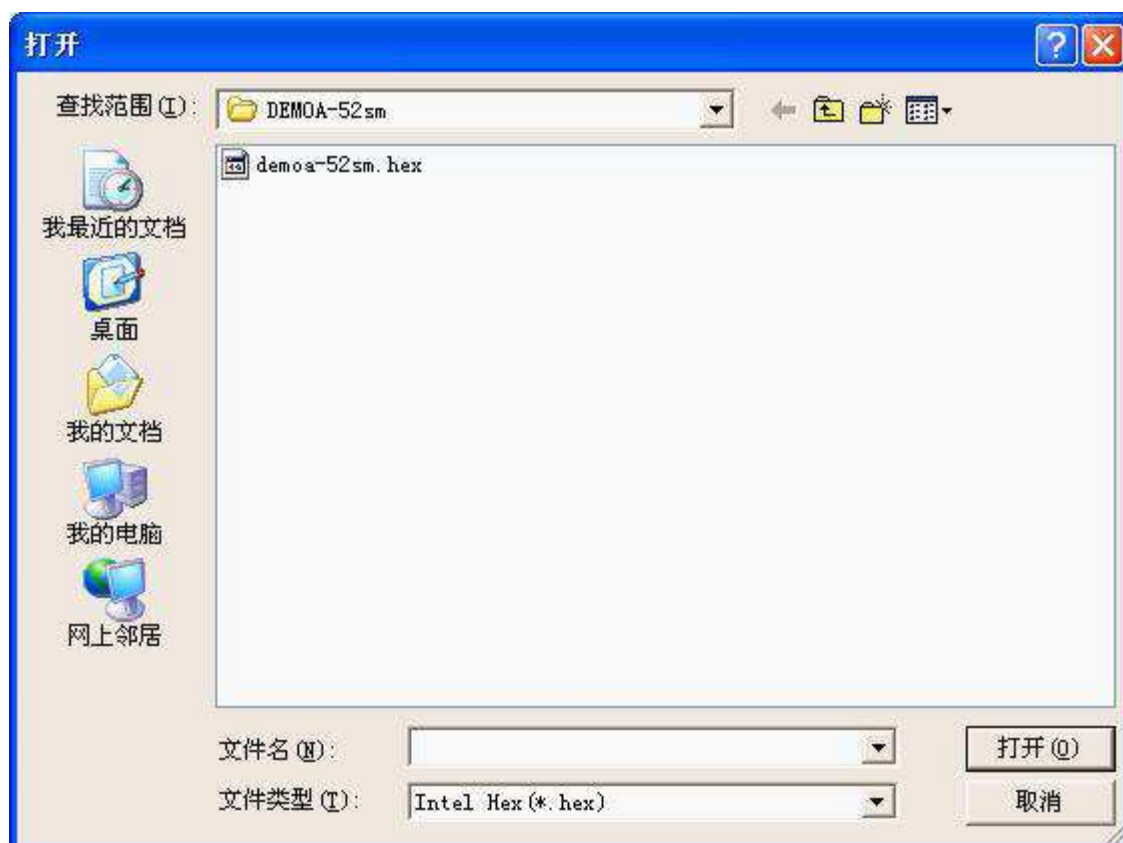 打开
查找范围(I):
DEMOA-52sm
demoa-52sm.hex
我最近的文档
桌面
我的文档
我的电脑
网上邻居
文件名(N):
打开(O)
文件类型(T):
Intel Hex(*.hex)
取消